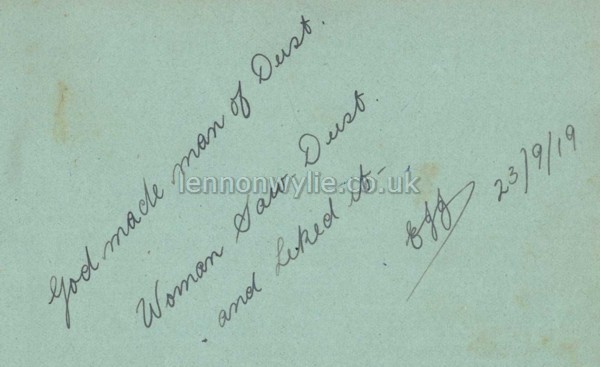 God made man of Dust.
Woman Saw Dust.
and Liked it -
23/9/19
lennonwylie.co.uk